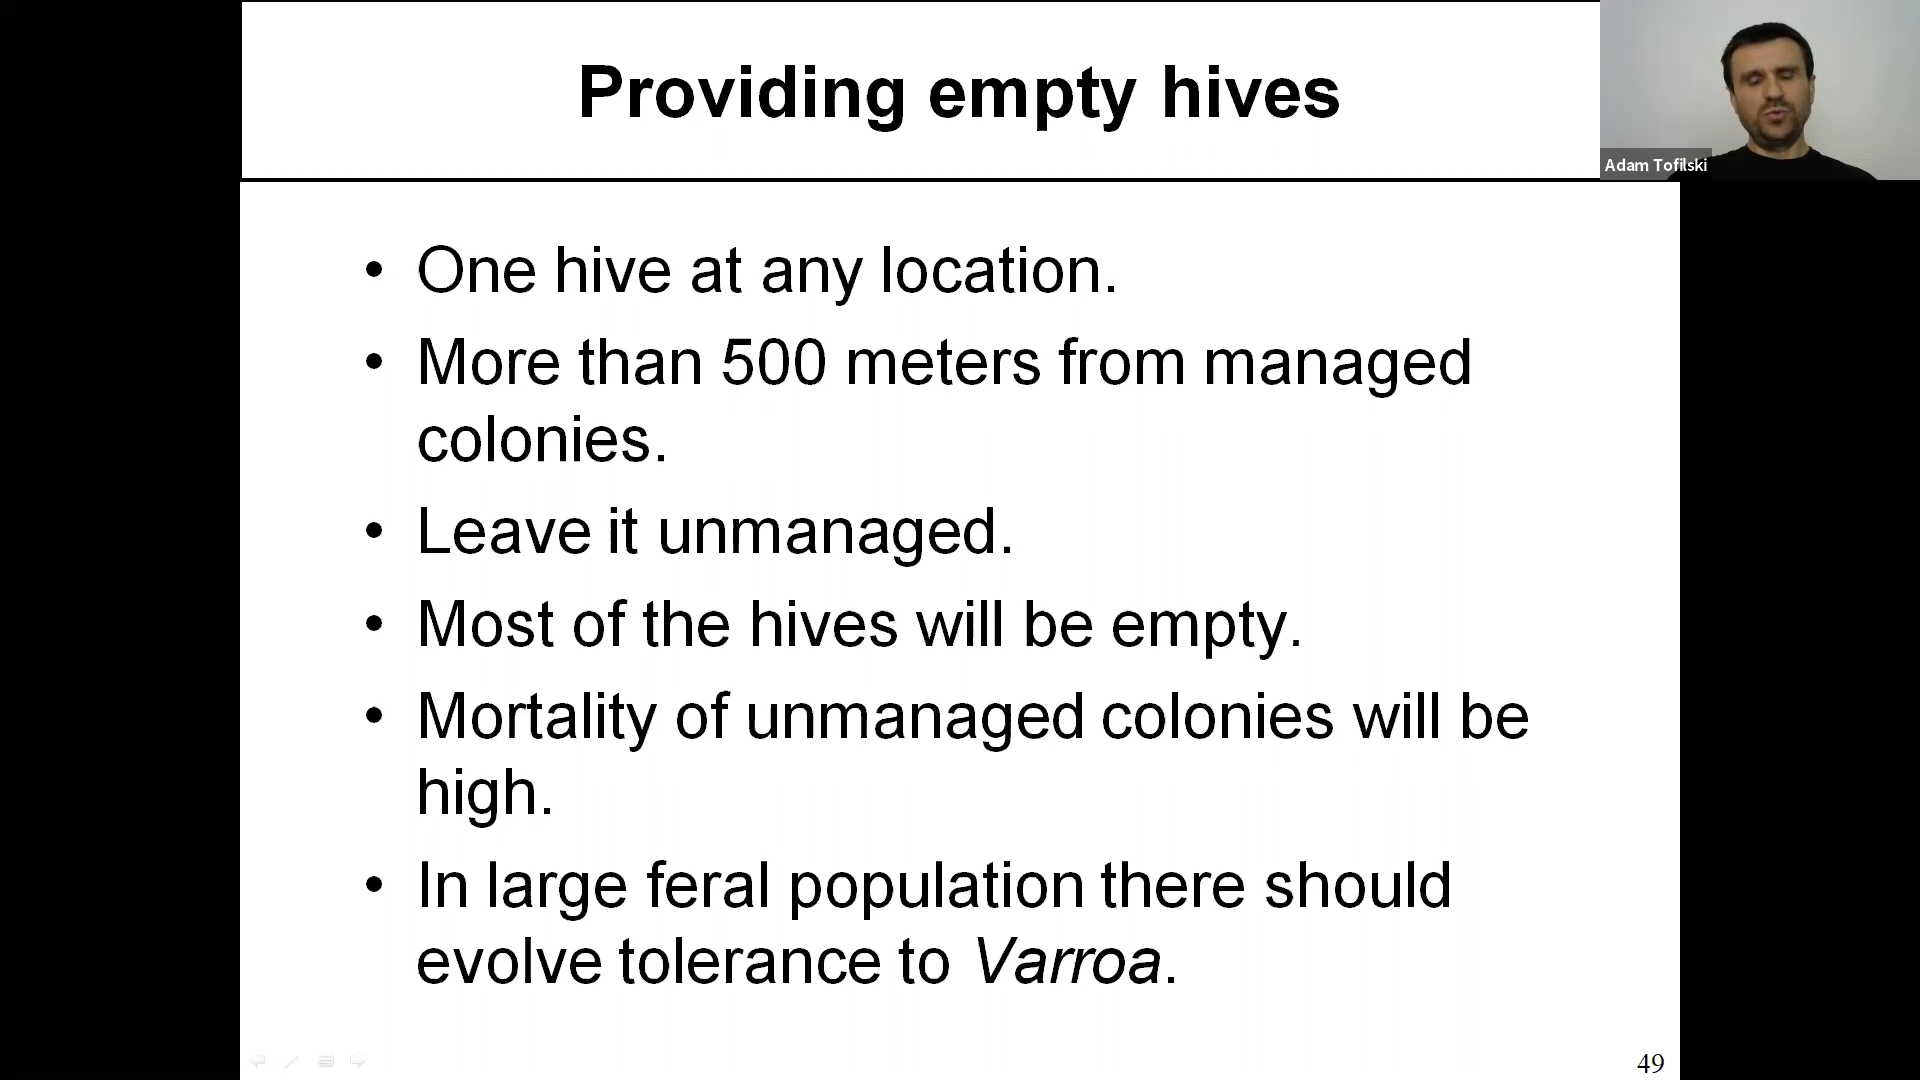 Providing empty hives
Adam Tofilski
• One hive at any location.
• More than 500 meters from managed
colonies.
• Leave it unmanaged.
• Most of the hives will be empty.
• Mortality of unmanaged colonies will be
high.
• In large feral population there should
evolve tolerance to Varroa.
49